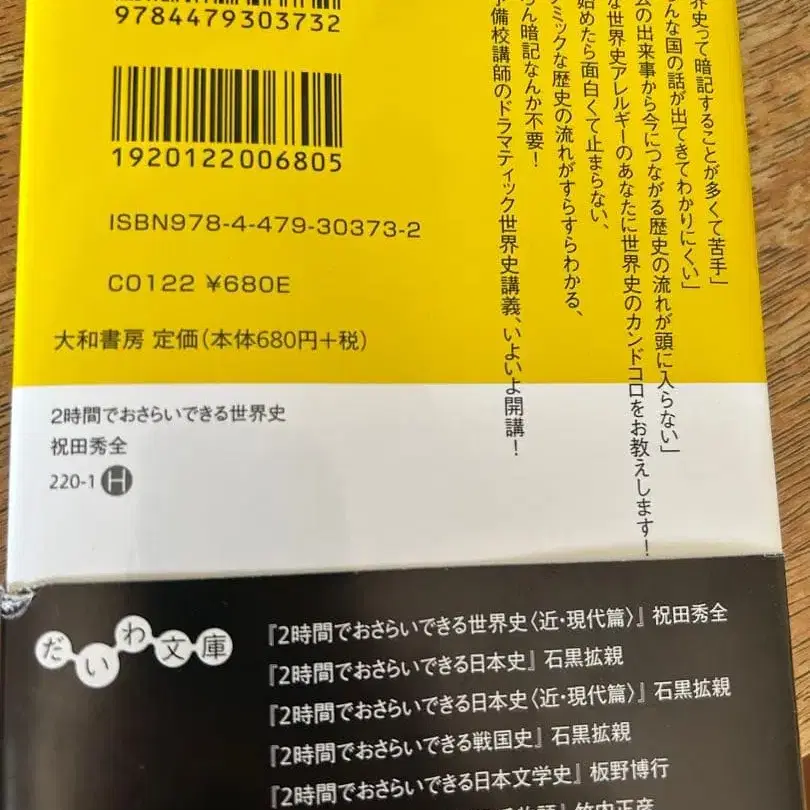 9784479303732
1920122006805
ISBN978-4-479-30373-2
C0122 ¥680E
大和書房 定価(本体680円+税)
界史って暗記することが多くて苦手」
んな国の話が出てきてわかりにくい」
の出来事から今につながる歴史の流れが頭に入らない」
な世界史アレルギーのあなたに世界史のカンドコロをお教えします!
始めたら面白くて止まらない、
ミックな歴史の流れがすらすらわかる、
ん暗記なんか不要!
備校講師のドラマティック世界史講義、いよいよ開講!
2時間でおさらいできる世界史
祝田秀全
220-1 H
だいわ文庫
『2時間でおさらいできる世界史〈近・現代篇〉』祝田秀全
『2時間でおさらいできる日本史』石黒拡親
『2時間でおさらいできる日本史〈近・現代篇〉』石黒拡親
『2時間でおさらいできる戦国史』石黒拡親
『2時間でおさらいできる日本文学史』板野博行
物語』竹内正彦